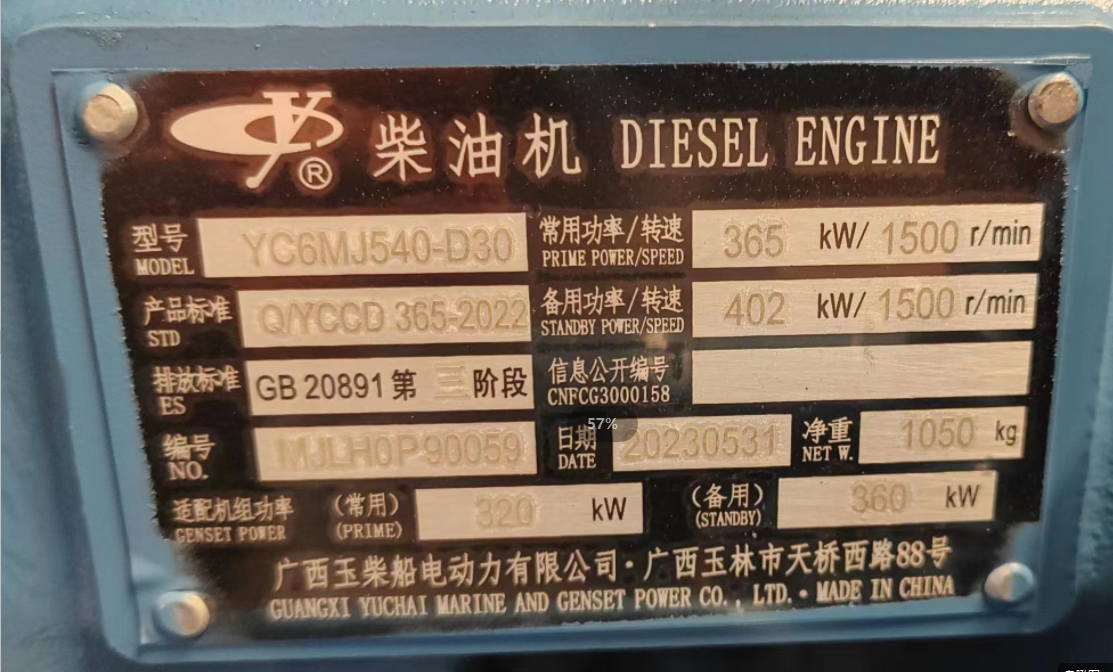 柴油机 DIESEL ENGINE
®
型号 YC6MJ540-D30 常用功率/转速 365 kW/ 1500 r/min
MODEL PRIME POWER/SPEED
产品标准 Q/YCCD 365-2022 备用功率/转速 402 kW/ 1500 r/min
STD STANDBY POWER/SPEED
排放标准 GB 20891 第 三 阶段 信息公开编号
ES CNFCG3000158
57%
编号 MJLH0P90059 日期 20230531 净重 1050 kg
NO. DATE NET W.
适配机组功率 (常用) 320 kW (备用) 360 kW
GENSET POWER (PRIME) (STANDBY)
广西玉柴船电动力有限公司·广西玉林市天桥西路88号
GUANGXI YUCHAI MARINE AND GENSET POWER CO., LTD.·MADE IN CHINA